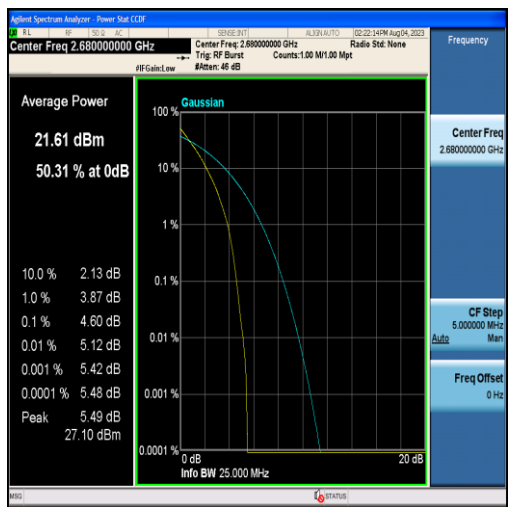 Agilent Spectrum Analyzer - Power Stat CCDF
RL RF 50 Ω AC SENSE:INT ALIGN AUTO 02:22:14 PM Aug 04, 2023
Center Freq 2.680000000 GHz
Center Freq: 2.680000000 GHz Radio Std: None
Trig: RF Burst Counts:1.00 M/1.00 Mpt
#IFGain:Low #Atten: 46 dB
Frequency
Average Power
21.61 dBm
50.31 % at 0dB
10.0 % 2.13 dB
1.0 % 3.87 dB
0.1 % 4.60 dB
0.01 % 5.12 dB
0.001 % 5.42 dB
0.0001 % 5.48 dB
Peak 5.49 dB
27.10 dBm
Gaussian
100 %
10 %
1 %
0.1 %
0.01 %
0.001 %
0.0001 %
0 dB 20 dB
Info BW 25.000 MHz
Center Freq
2.680000000 GHz
CF Step
5.000000 MHz
Auto Man
Freq Offset
0 Hz
MSG STATUS